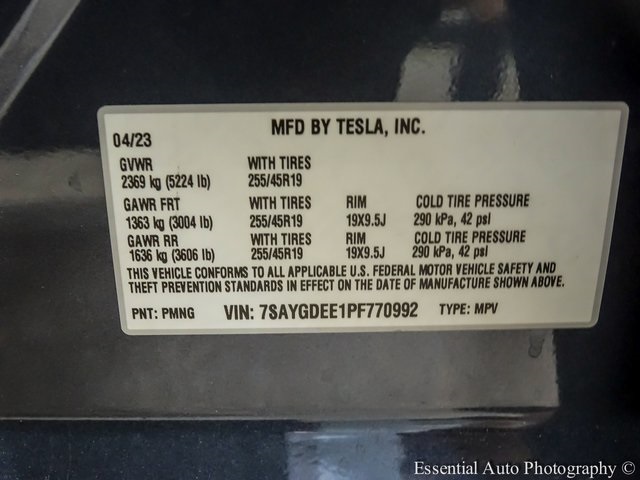 MFD BY TESLA, INC.
04/23
GVWR WITH TIRES
2369 kg (5224 lb) 255/45R19
GAWR FRT WITH TIRES RIM COLD TIRE PRESSURE
1363 kg (3004 lb) 255/45R19 19X9.5J 290 kPa, 42 psi
GAWR RR WITH TIRES RIM COLD TIRE PRESSURE
1636 kg (3606 lb) 255/45R19 19X9.5J 290 kPa, 42 psi
THIS VEHICLE CONFORMS TO ALL APPLICABLE U.S. FEDERAL MOTOR VEHICLE SAFETY AND
THEFT PREVENTION STANDARDS IN EFFECT ON THE DATE OF MANUFACTURE SHOWN ABOVE.
PNT: PMNG VIN: 7SAYGDEE1PF770992 TYPE: MPV
Essential Auto Photography ©